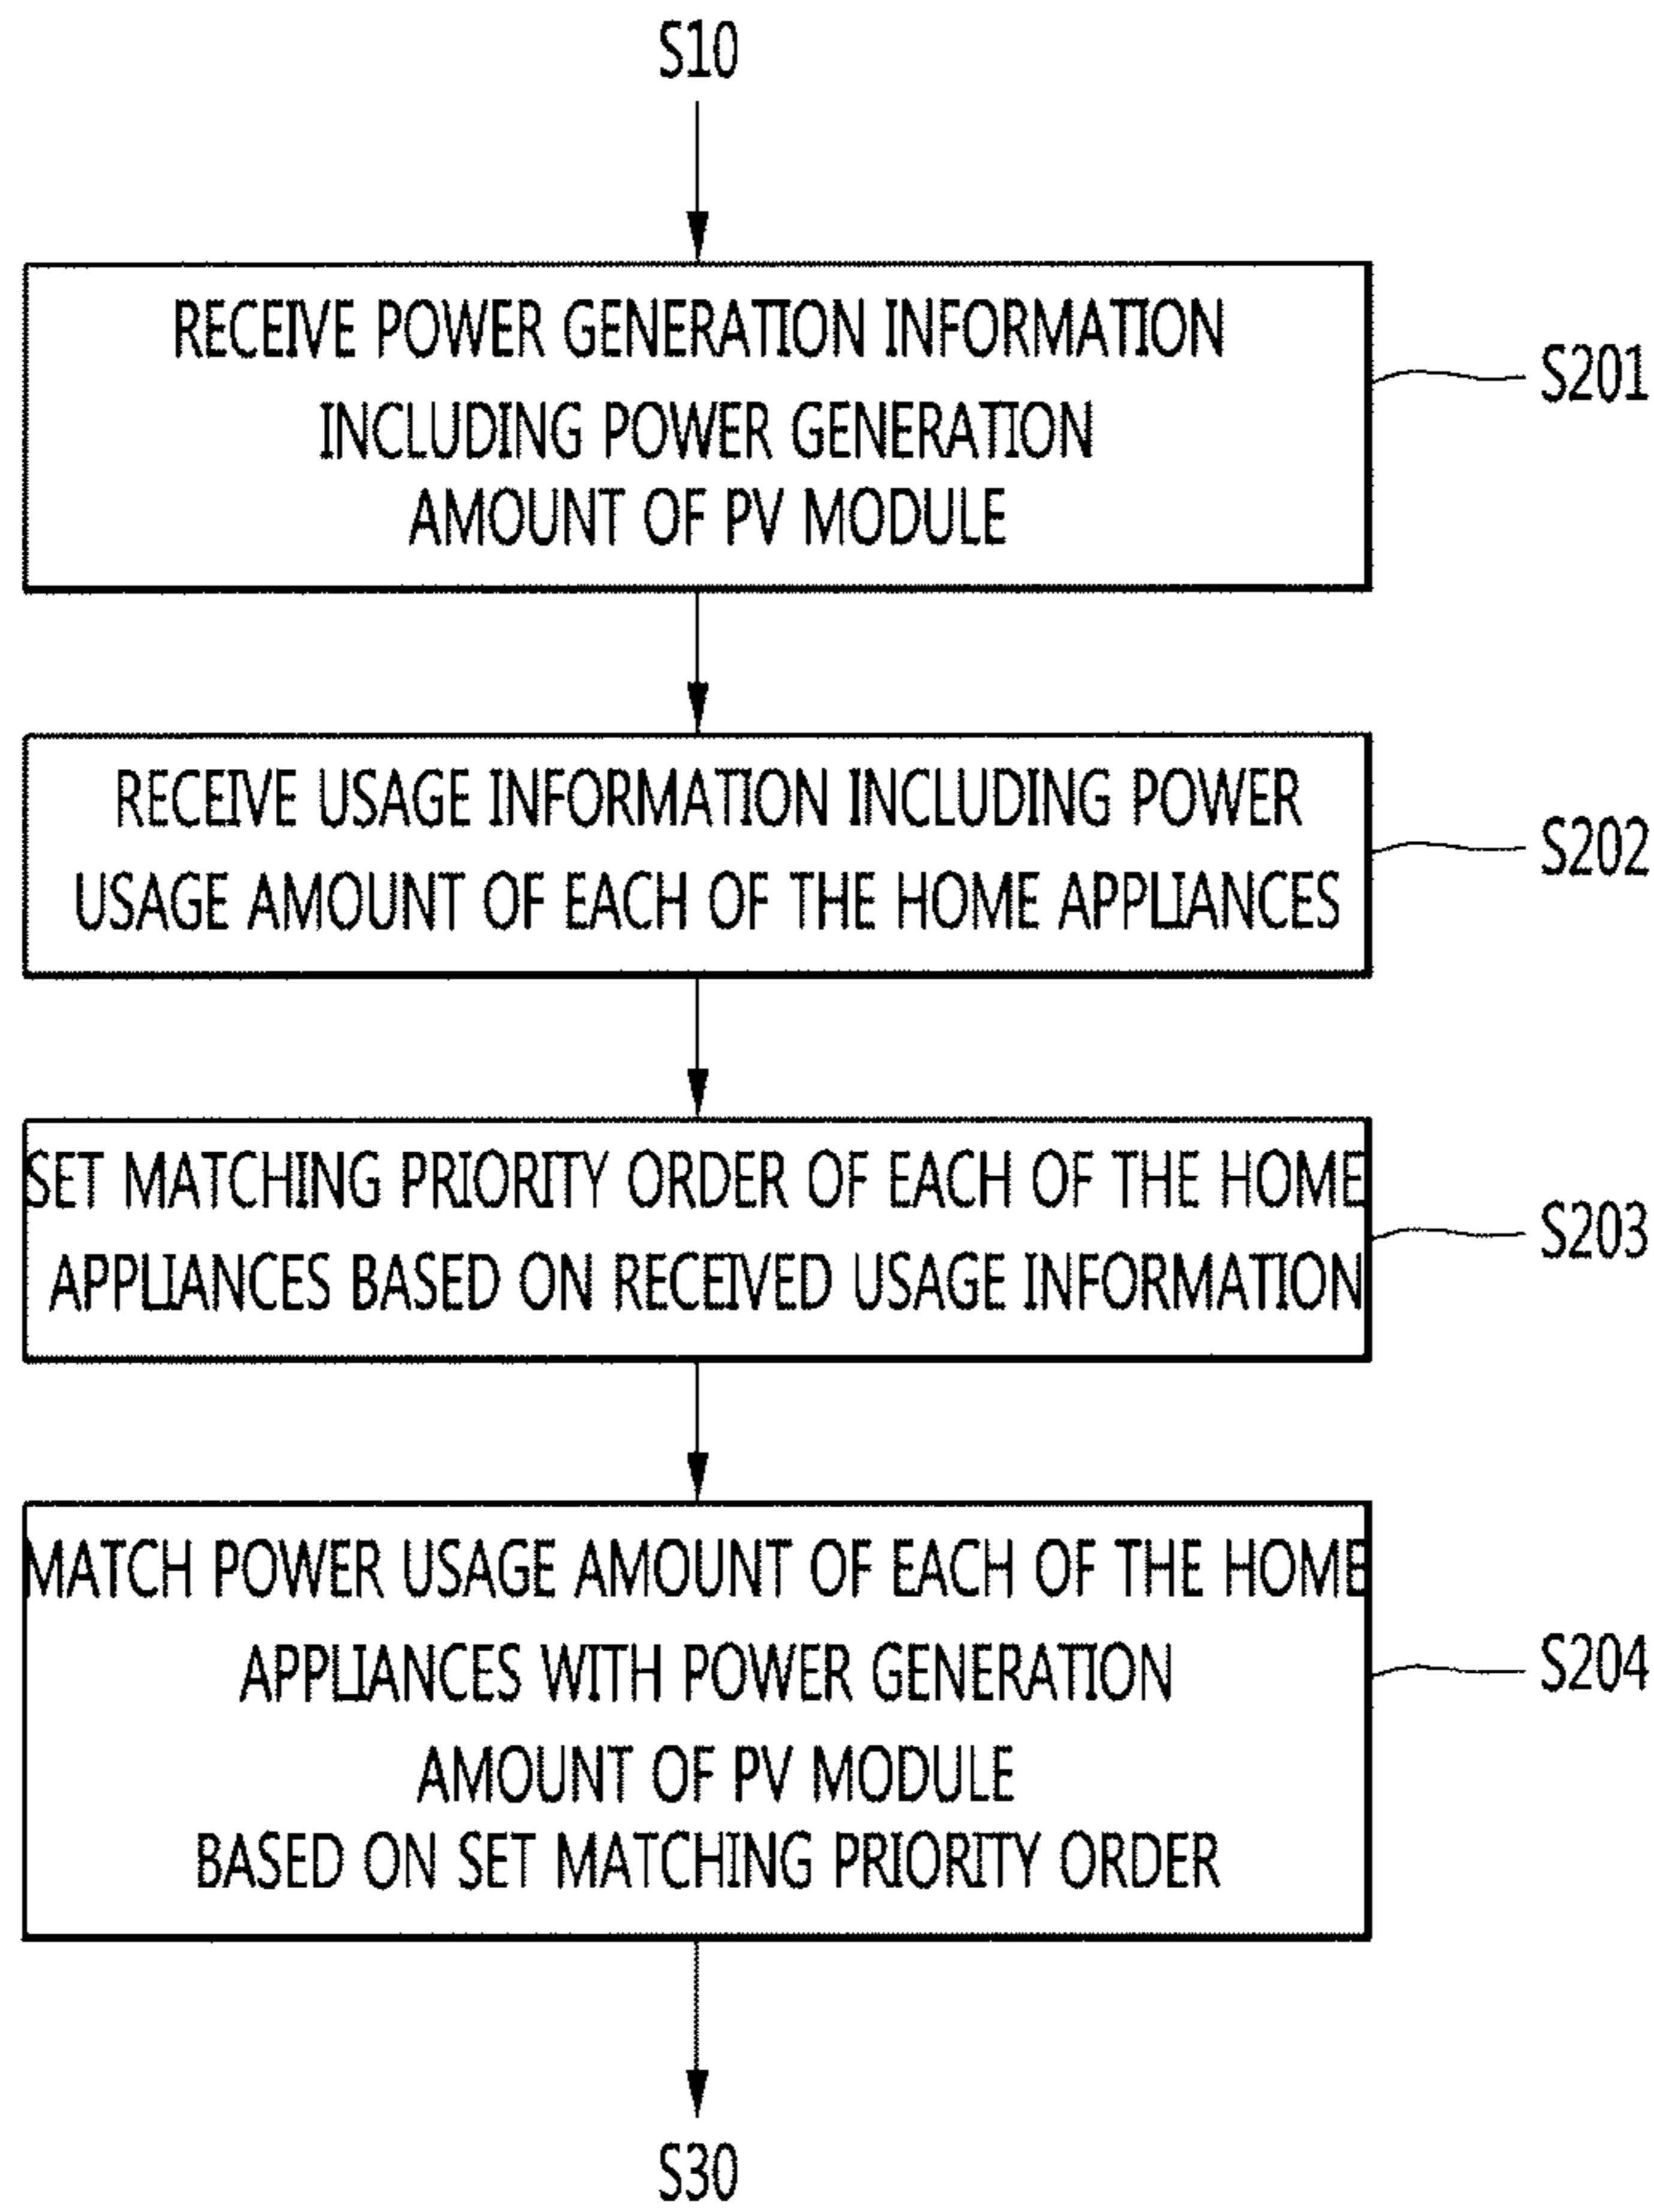 S10
RECEIVE POWER GENERATION INFORMATION
INCLUDING POWER GENERATION
AMOUNT OF PV MODULE
S201
RECEIVE USAGE INFORMATION INCLUDING POWER
USAGE AMOUNT OF EACH OF THE HOME APPLIANCES
S202
SET MATCHING PRIORITY ORDER OF EACH OF THE HOME
APPLIANCES BASED ON RECEIVED USAGE INFORMATION
S203
MATCH POWER USAGE AMOUNT OF EACH OF THE HOME
APPLIANCES WITH POWER GENERATION
AMOUNT OF PV MODULE
BASED ON SET MATCHING PRIORITY ORDER
S204
S30